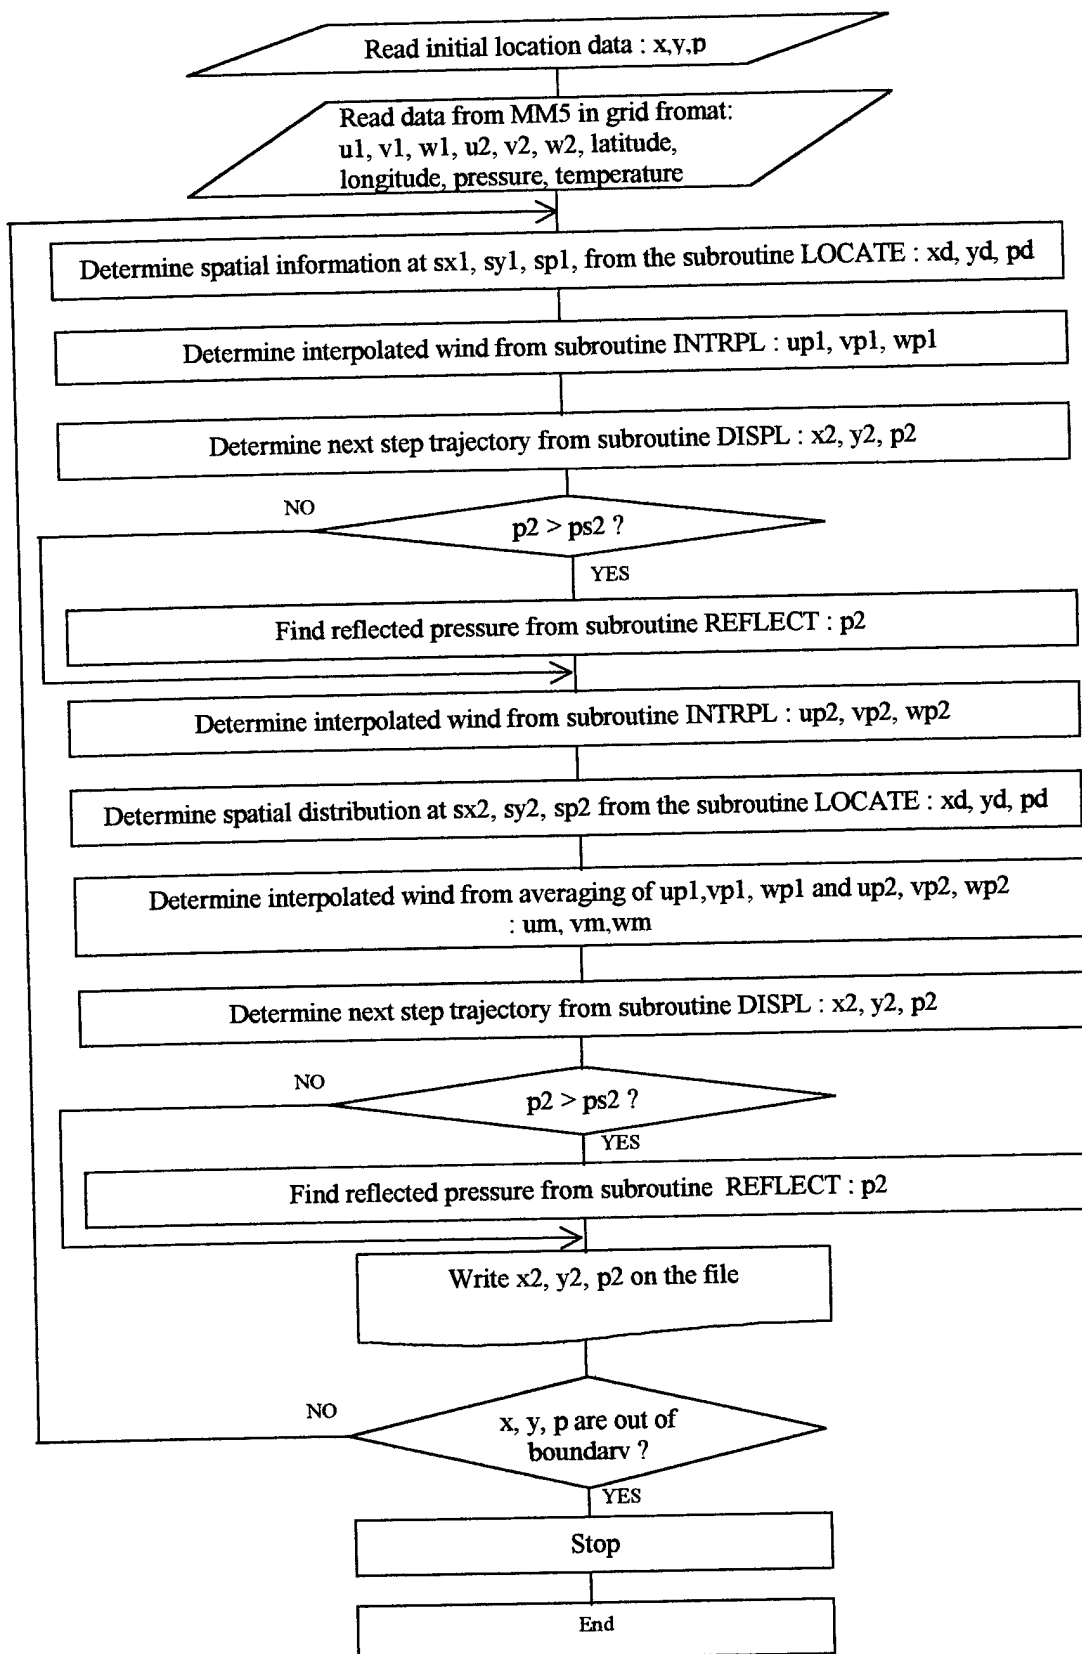 Read initial location data : x,y,p
Read data from MM5 in grid fromat:
u1, v1, w1, u2, v2, w2, latitude,
longitude, pressure, temperature
Determine spatial information at sx1, sy1, sp1, from the subroutine LOCATE : xd, yd, pd
Determine interpolated wind from subroutine INTRPL : up1, vp1, wp1
Determine next step trajectory from subroutine DISPL : x2, y2, p2
NO
p2 > ps2 ?
YES
Find reflected pressure from subroutine REFLECT : p2
Determine interpolated wind from subroutine INTRPL : up2, vp2, wp2
Determine spatial distribution at sx2, sy2, sp2 from the subroutine LOCATE : xd, yd, pd
Determine interpolated wind from averaging of up1,vp1, wp1 and up2, vp2, wp2
: um, vm,wm
Determine next step trajectory from subroutine DISPL : x2, y2, p2
NO
p2 > ps2 ?
YES
Find reflected pressure from subroutine REFLECT : p2
Write x2, y2, p2 on the file
NO
x, y, p are out of
boundary ?
YES
Stop
End